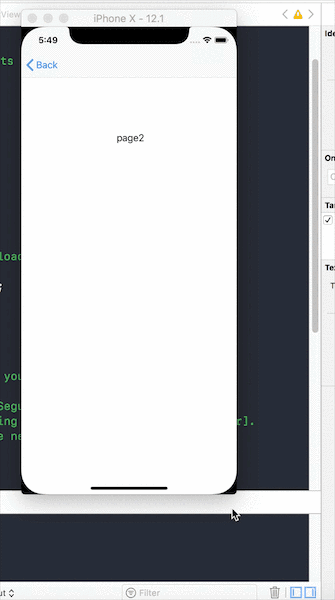 View
iPhone X - 12.1
Ide
5:49
ts
Back
page2
On
C
Tas
load
Te
T
;
you
Segu
ing
r].
e ne
ut
Filter